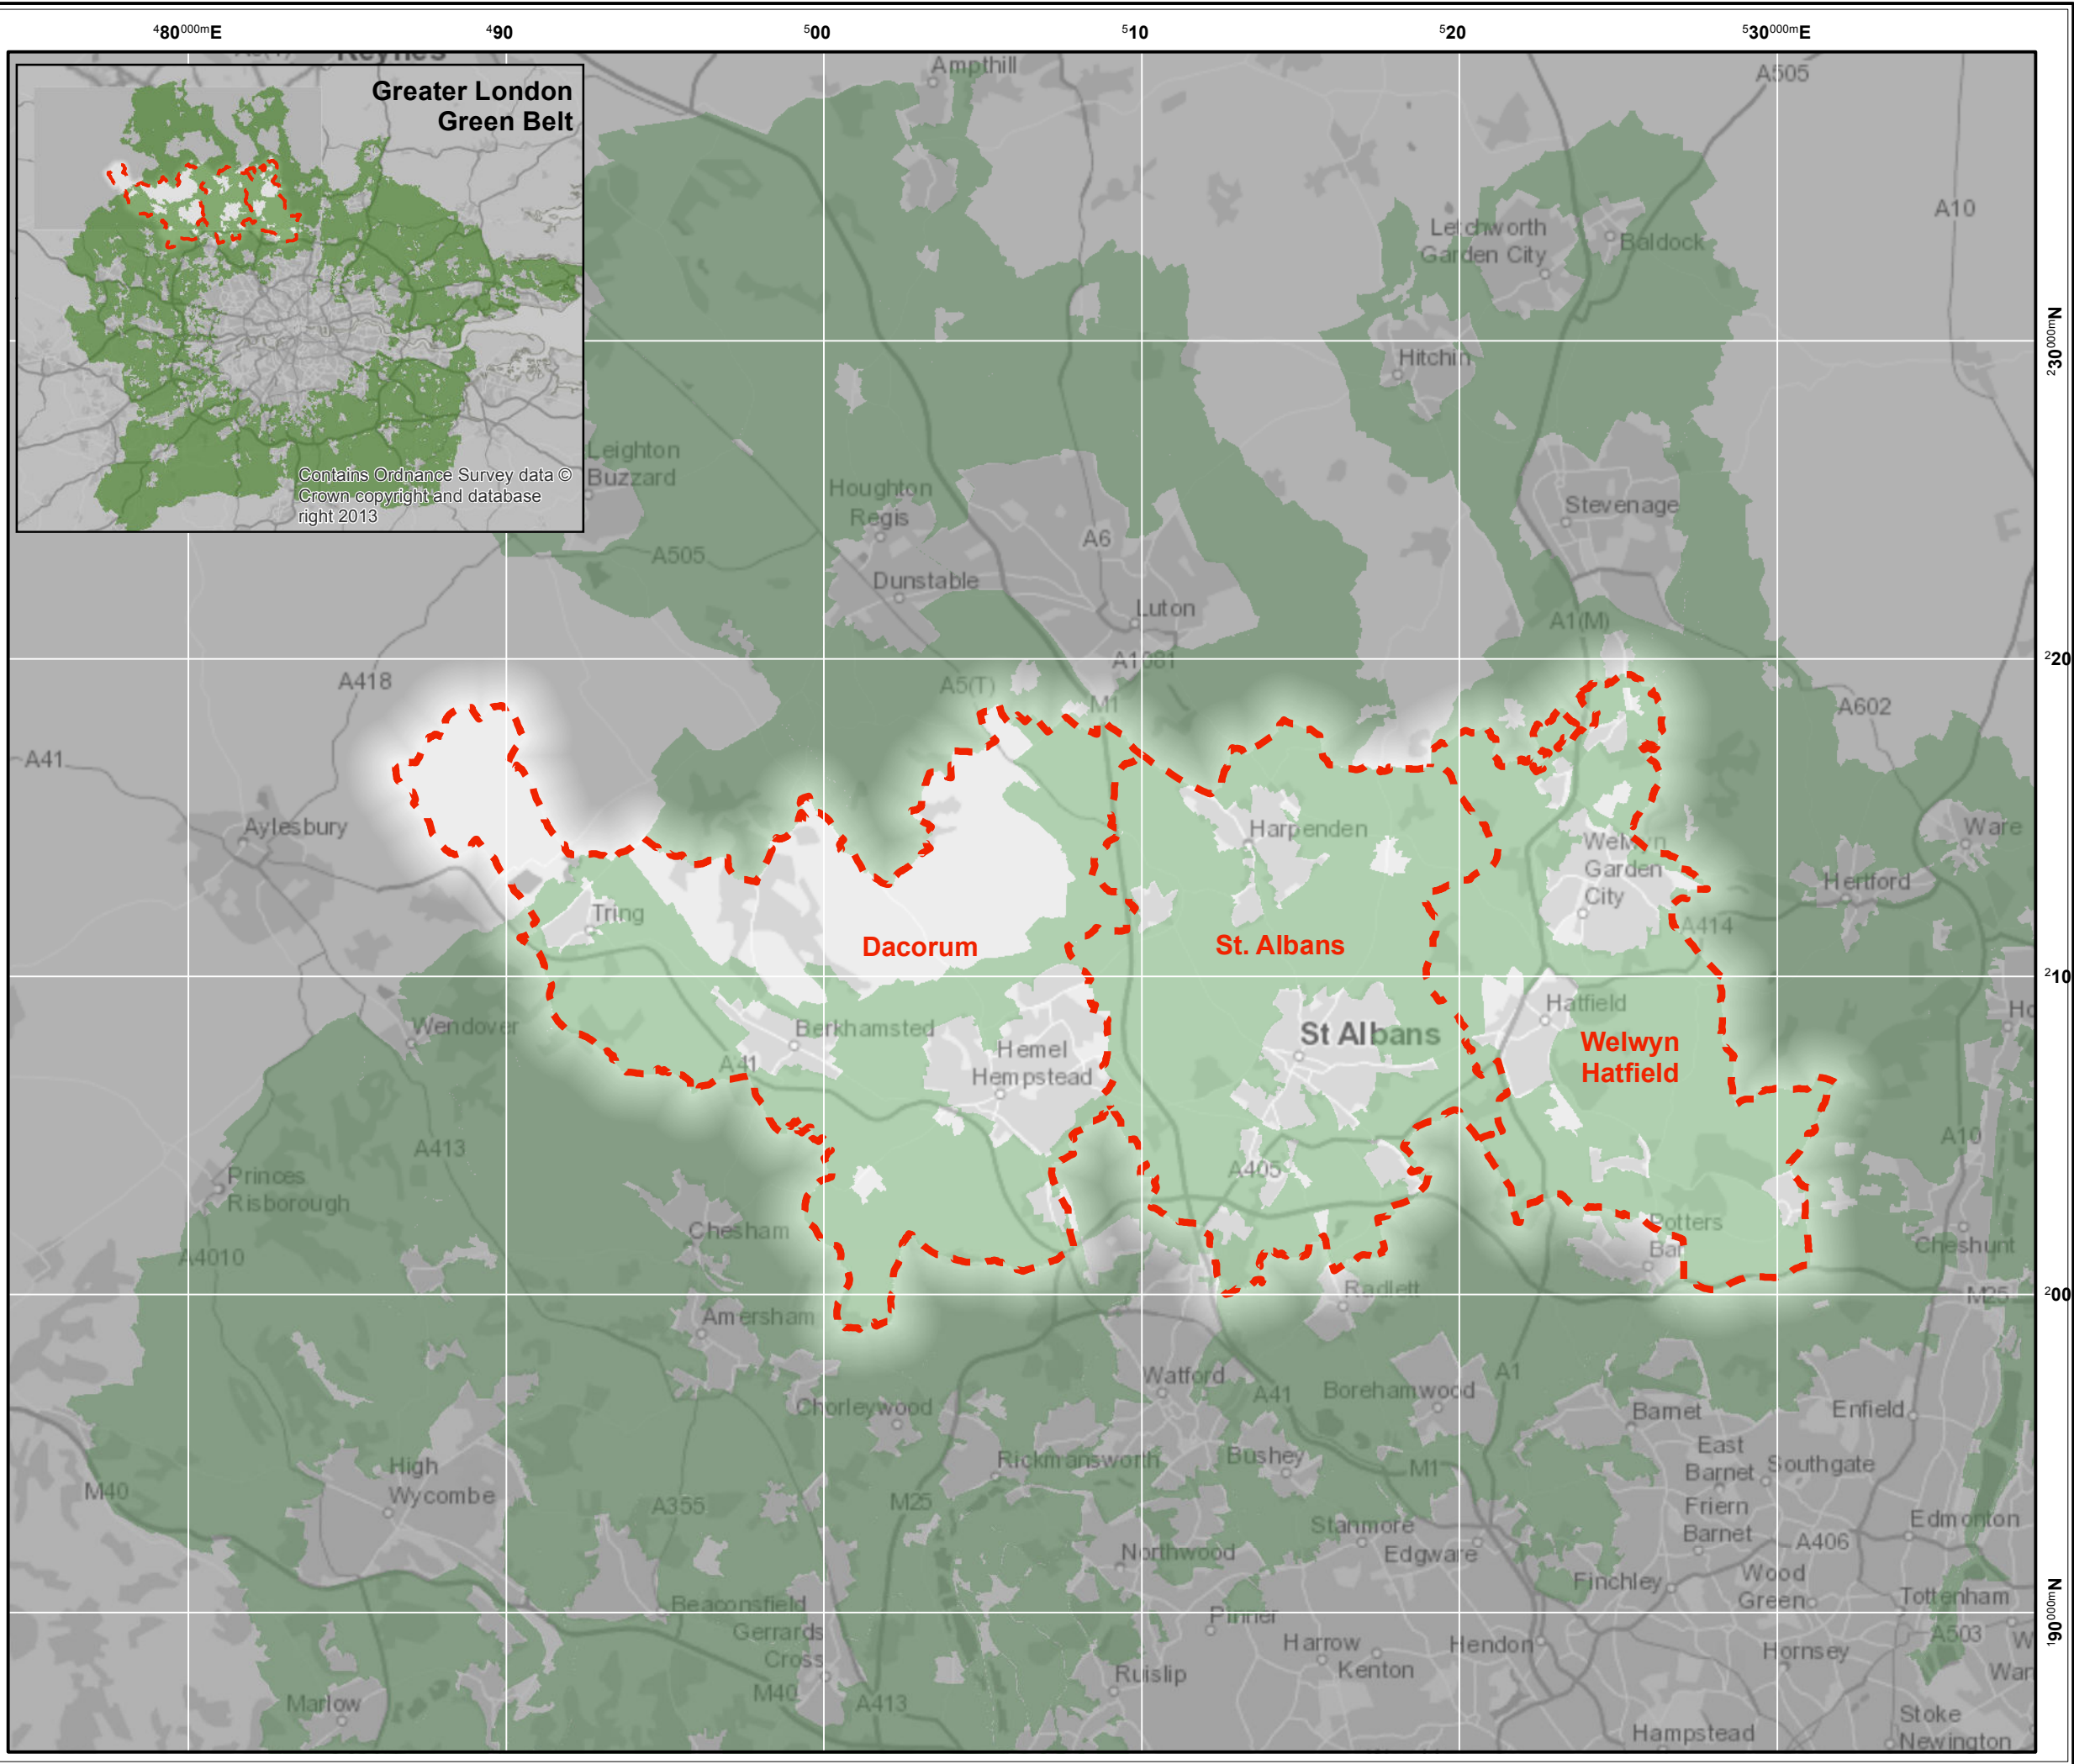 480000mE
490
500
510
520
530000mE
Keynes
Greater London
Green Belt
Contains Ordnance Survey data ©
Crown copyright and database
right 2013
Ampthill
A505
A10
Letchworth
Garden City
Baldock
230000mN
Hitchin
Leighton
Buzzard
Houghton
Regis
Stevenage
A6
A505
Dunstable
Luton
A1(M)
A1081
220
A418
A5(T)
M1
A602
A41
Aylesbury
Harpenden
Welwyn
Garden
City
Ware
Hertford
Tring
A414
Dacorum
St. Albans
210
Hatfield
Wendover
Berkhamsted
St Albans
Welwyn
Hatfield
Hemel
Hempstead
A41
A413
A10
A405
Princes
Risborough
Chesham
Potters
Bar
Cheshunt
A4010
Radlett
M25
200
Amersham
Watford
A41
Borehamwood
A1
Chorleywood
Barnet
Enfield
Rickmansworth
Bushey
M1
East
Barnet
Southgate
High
Wycombe
M40
A355
M25
Friern
Barnet
Stanmore
Edgware
A406
Edmonton
Northwood
Finchley
Wood
Green
Tottenham
190000mN
Beaconsfield
Gerrards
Cross
Pinner
Harrow
Kenton
Hendon
Hornsey
A503
Ruislip
M40
A413
Marlow
Hampstead
Stoke
Newington